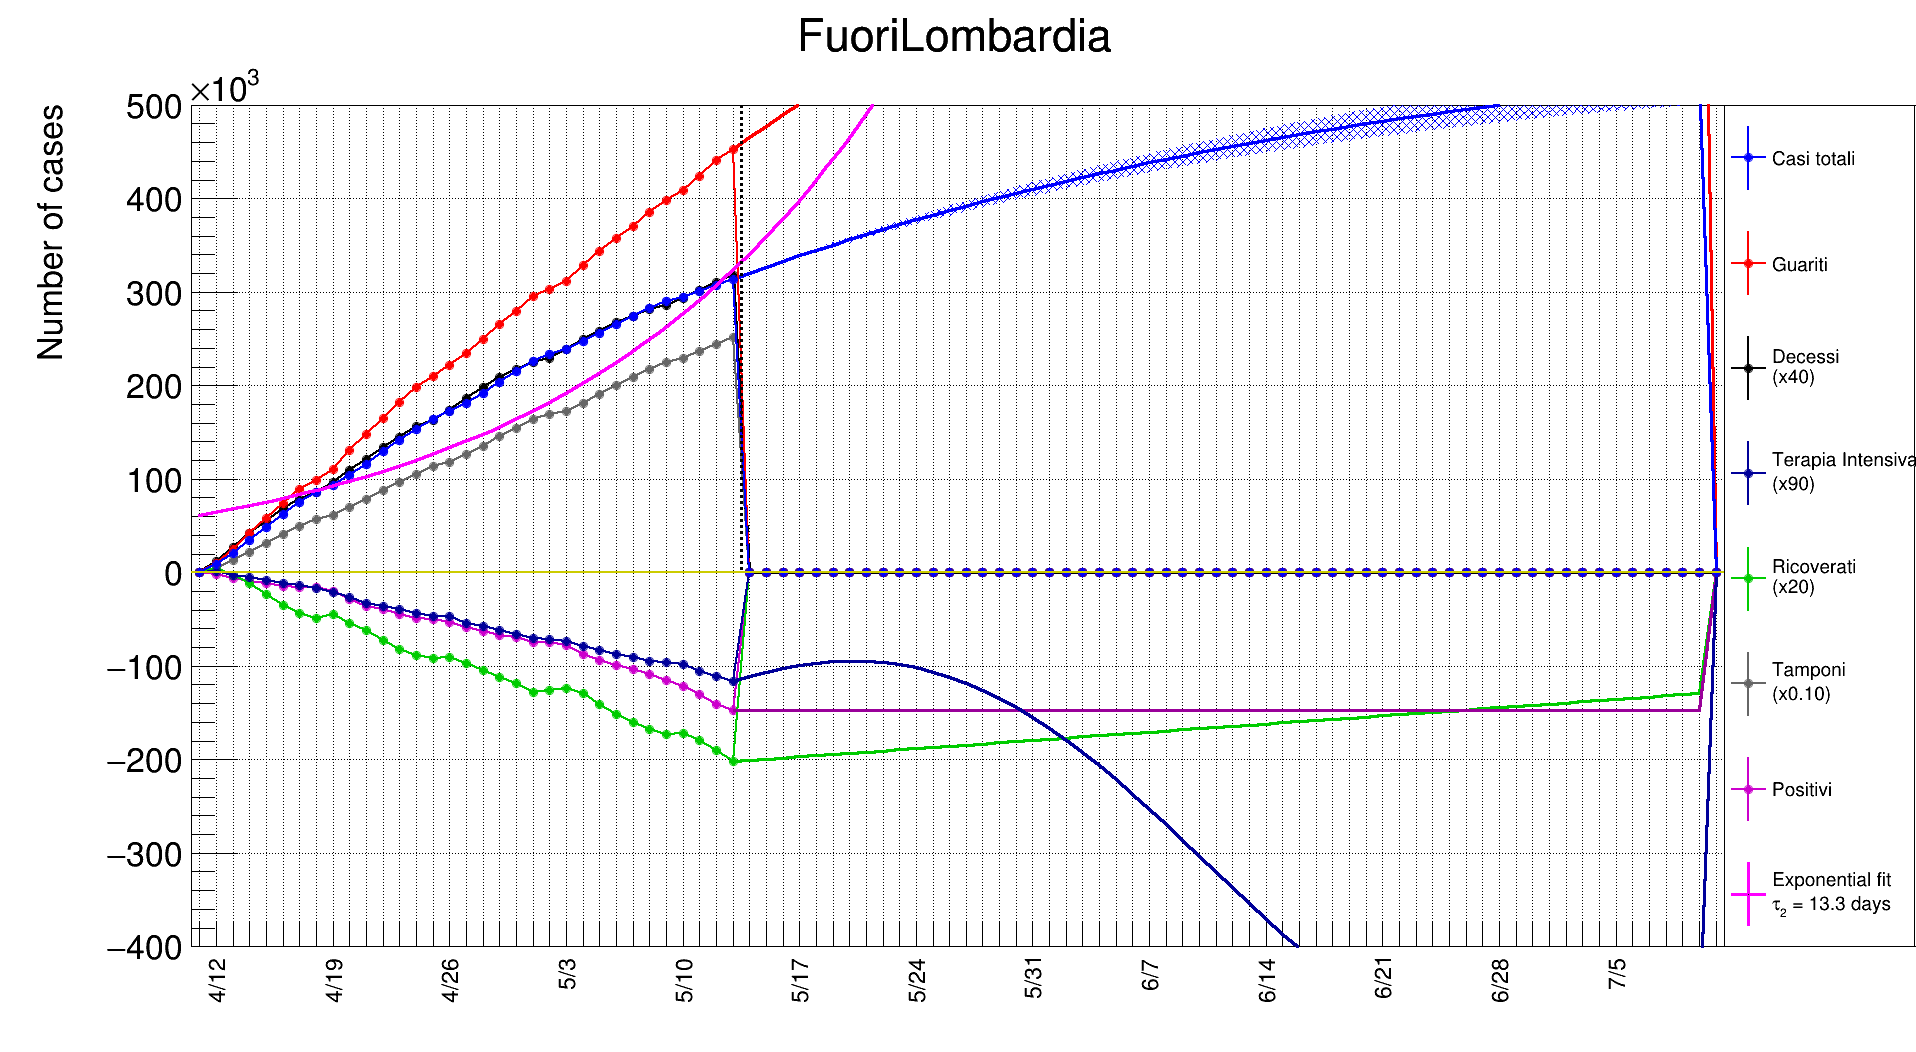 FuoriLombardia
×10³
Number of cases
500
400
300
200
100
0
−100
−200
−300
−400
4/12
4/19
4/26
5/3
5/10
5/17
5/24
5/31
6/7
6/14
6/21
6/28
7/5
Casi totali
Guariti
Decessi
(x40)
Terapia Intensiva
(x90)
Ricoverati
(x20)
Tamponi
(x0.10)
Positivi
Exponential fit
τ₂ = 13.3 days